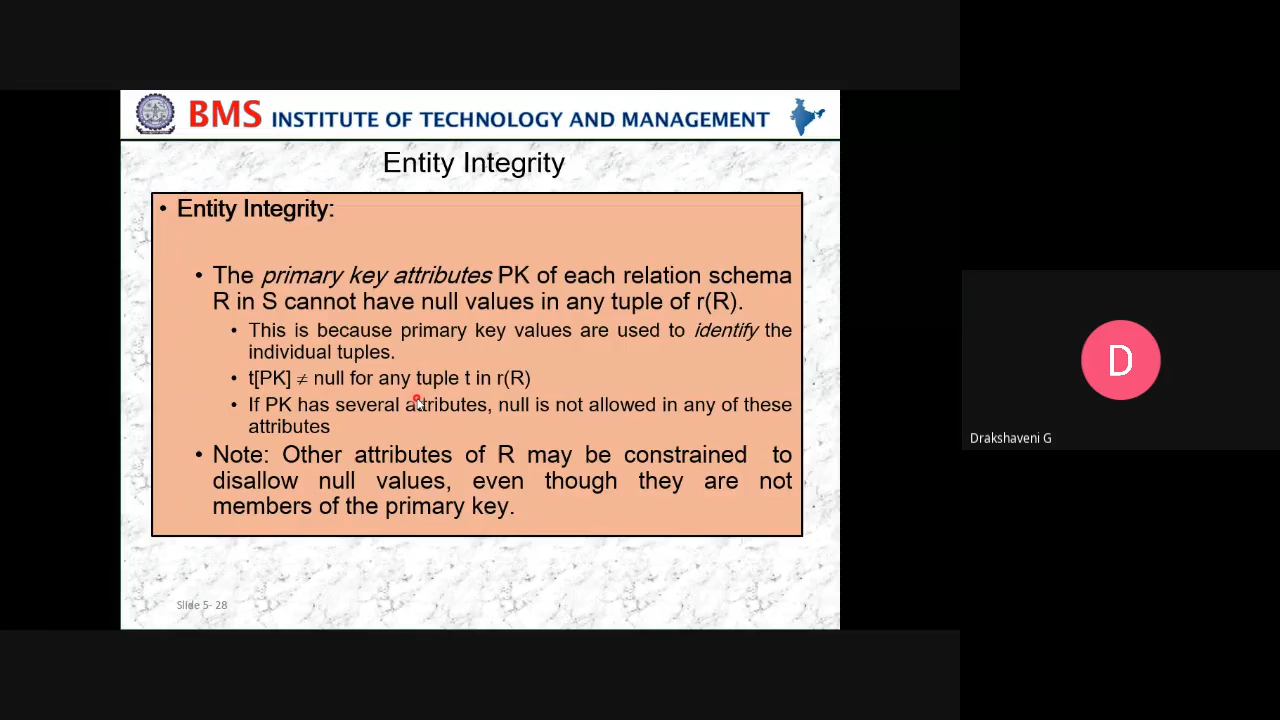 BMS INSTITUTE OF TECHNOLOGY AND MANAGEMENT
Entity Integrity
• Entity Integrity:
• The primary key attributes PK of each relation schema
R in S cannot have null values in any tuple of r(R).
• This is because primary key values are used to identify the
individual tuples.
• t[PK] ≠ null for any tuple t in r(R)
• If PK has several attributes, null is not allowed in any of these
attributes
• Note: Other attributes of R may be constrained to
disallow null values, even though they are not
members of the primary key.
Slide 5- 28
D
Drakshaveni G